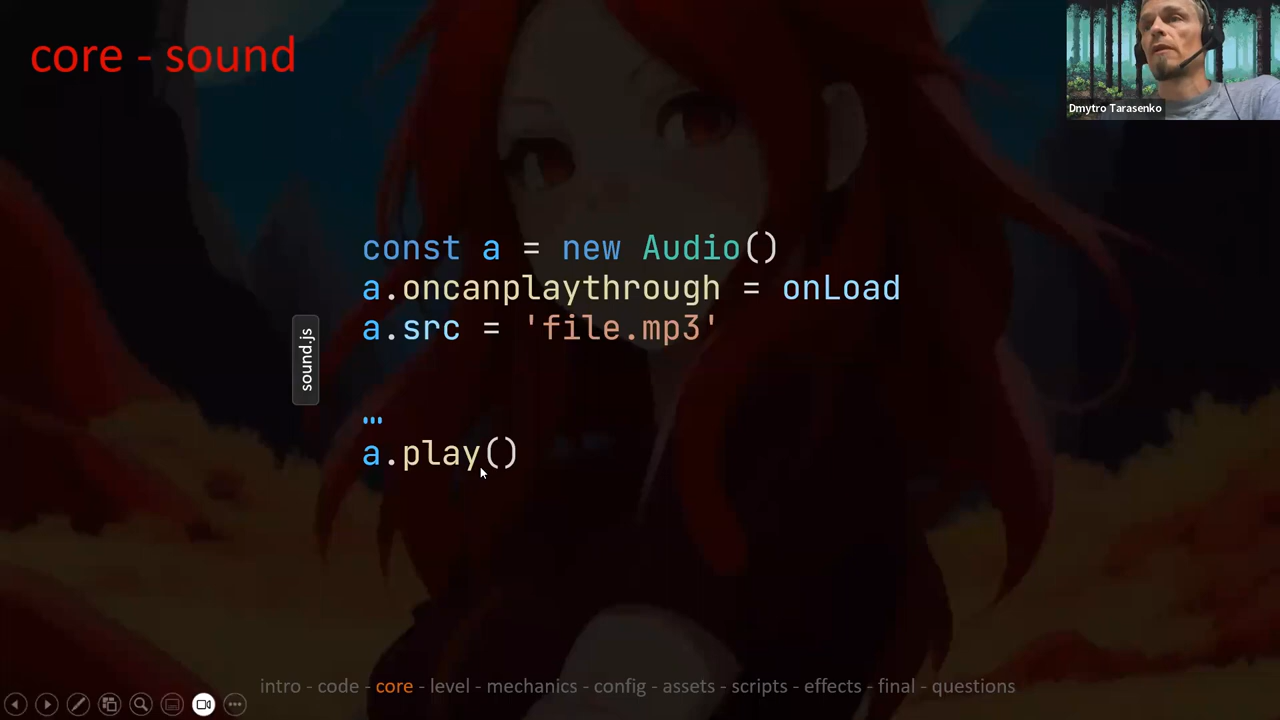 core - sound
Dmytro Tarasenko
const a = new Audio()
a.oncanplaythrough = onLoad
a.src = 'file.mp3'
sound.js
…
a.play()
intro - code - core - level - mechanics - config - assets - scripts - effects - final - questions